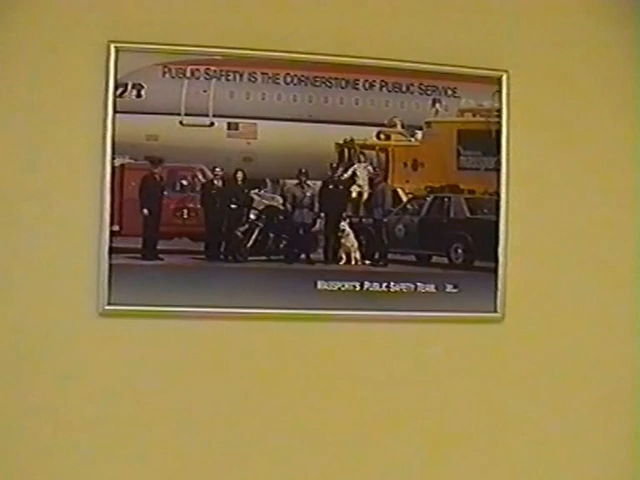 PUBLIC SAFETY IS THE CORNERSTONE OF PUBLIC SERVICE.
MASSPORT'S PUBLIC SAFETY TEAM.